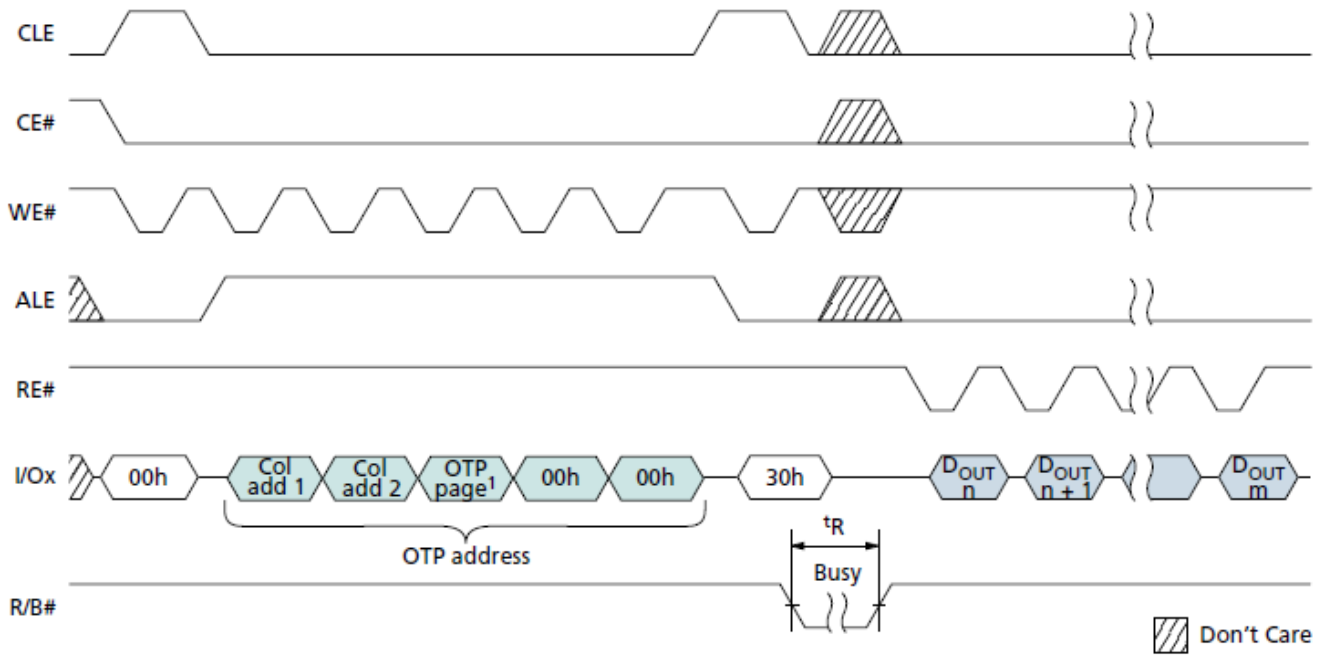 CLE
CE#
WE#
ALE
RE#
I/Ox
00h
Col
add 1
Col
add 2
OTP
page1
00h
00h
30h
DOUT
n
DOUT
n + 1
DOUT
m
OTP address
tR
Busy
R/B#
Don't Care